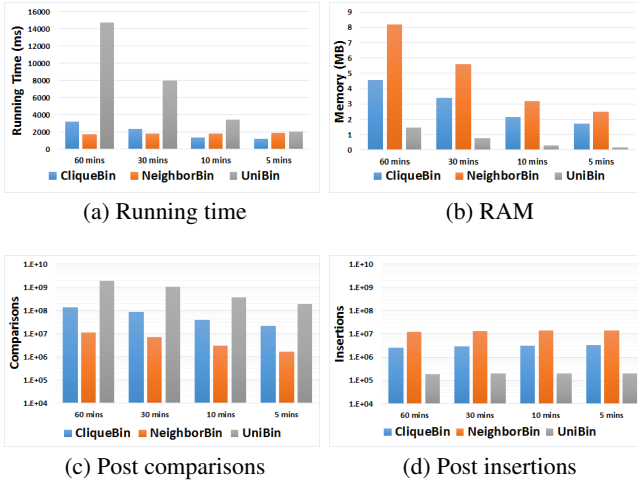 16000
14000
12000
10000
8000
6000
4000
2000
0
Running Time (ms)
60 mins 30 mins 10 mins 5 mins
CliqueBin NeighborBin UniBin
(a) Running time
9
8
7
6
5
4
3
2
1
0
Memory (MB)
60 mins 30 mins 10 mins 5 mins
CliqueBin NeighborBin UniBin
(b) RAM
1.E+10
1.E+09
1.E+08
1.E+07
1.E+06
1.E+05
1.E+04
Comparisons
60 mins 30 mins 10 mins 5 mins
CliqueBin NeighborBin UniBin
(c) Post comparisons
1.E+10
1.E+09
1.E+08
1.E+07
1.E+06
1.E+05
1.E+04
Insertions
60 mins 30 mins 10 mins 5 mins
CliqueBin NeighborBin UniBin
(d) Post insertions